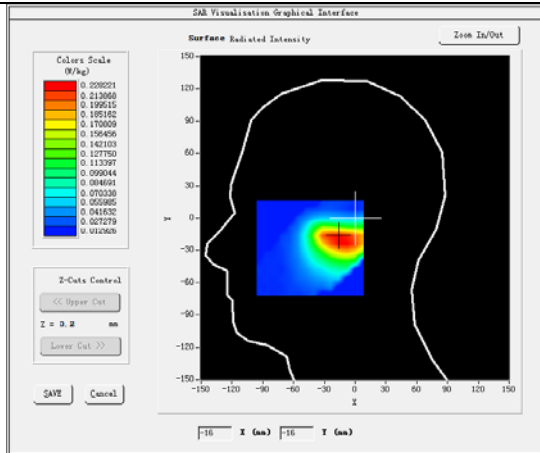 SAR Visualisation Graphical Interface
Surface Radiated Intensity
Zoom In/Out
Colors Scale
(W/kg)
0.228221
0.213868
0.199515
0.185162
0.170809
0.156456
0.142103
0.127750
0.113397
0.099044
0.084691
0.070338
0.055985
0.041632
0.027279
0.012926
Z-Cuts Control
<< Upper Cut
Z = 0.2 mm
Lower Cut >>
SAVE
Cancel
150
120
90
60
30
0
-30
-60
-90
-120
-150
Y
-150 -120 -90 -60 -30 0 30 60 90 120 150
X
-16 X (mm) -16 Y (mm)